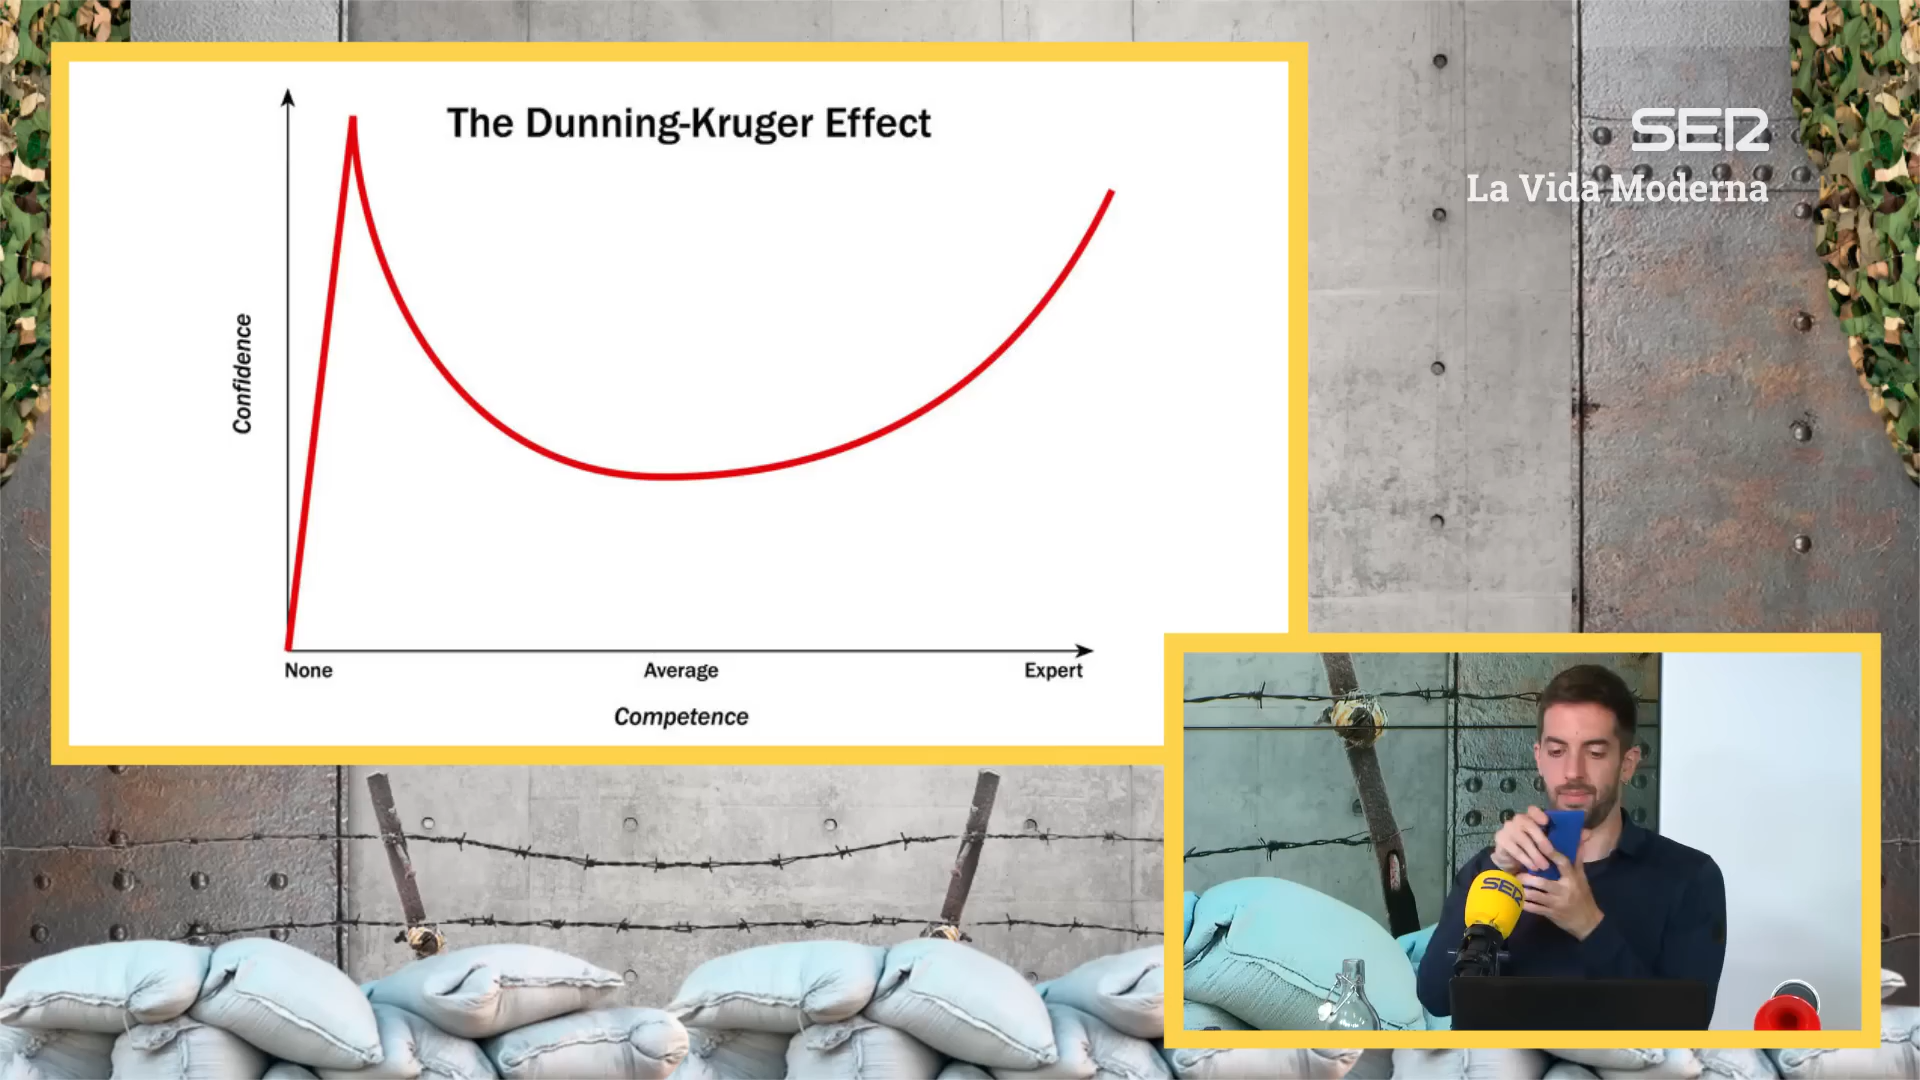 The Dunning-Kruger Effect
SER
La Vida Moderna
Confidence
None
Average
Expert
Competence
SER